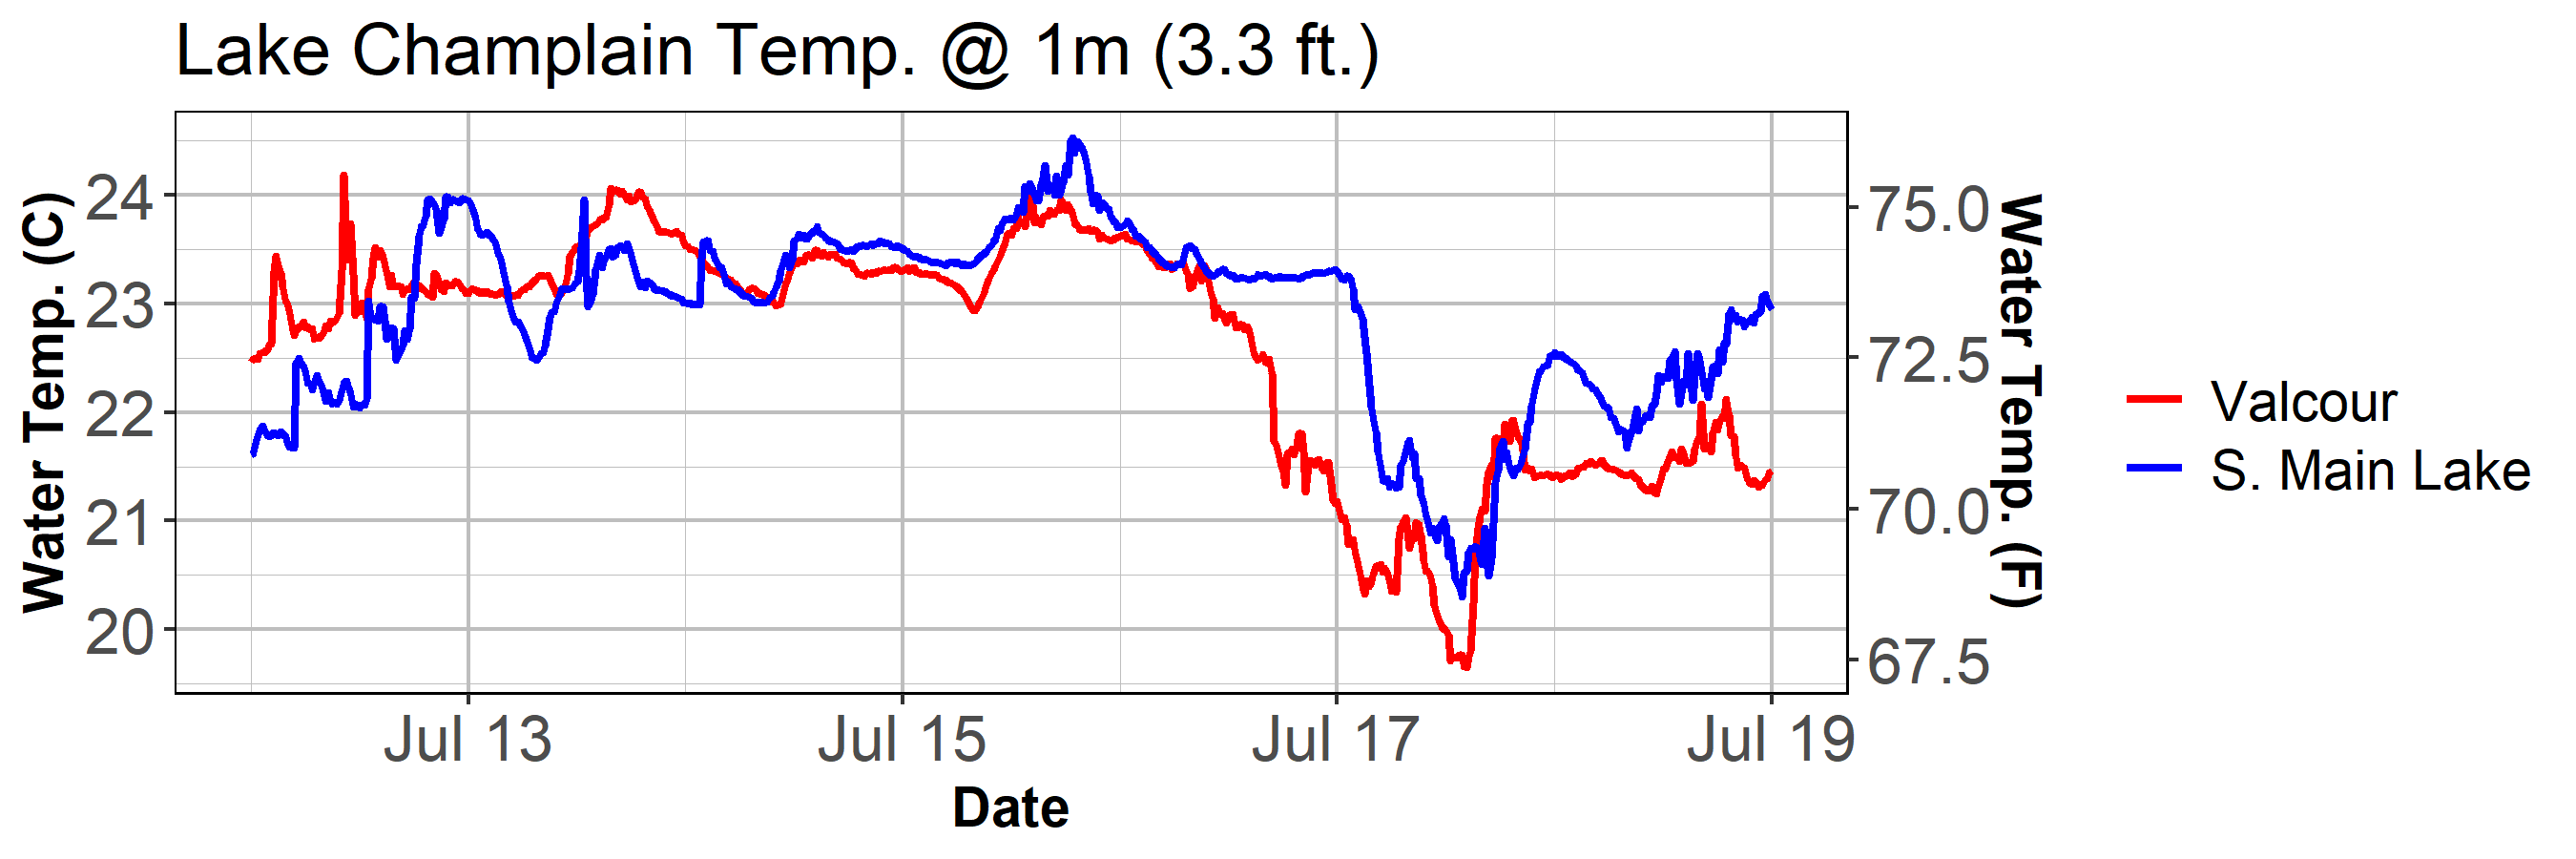 Lake Champlain Temp. @ 1m (3.3 ft.)
Water Temp. (C)
24
23
22
21
20
75.0
72.5
70.0
67.5
Water Temp. (F)
Jul 13
Jul 15
Jul 17
Jul 19
Date
Valcour
S. Main Lake